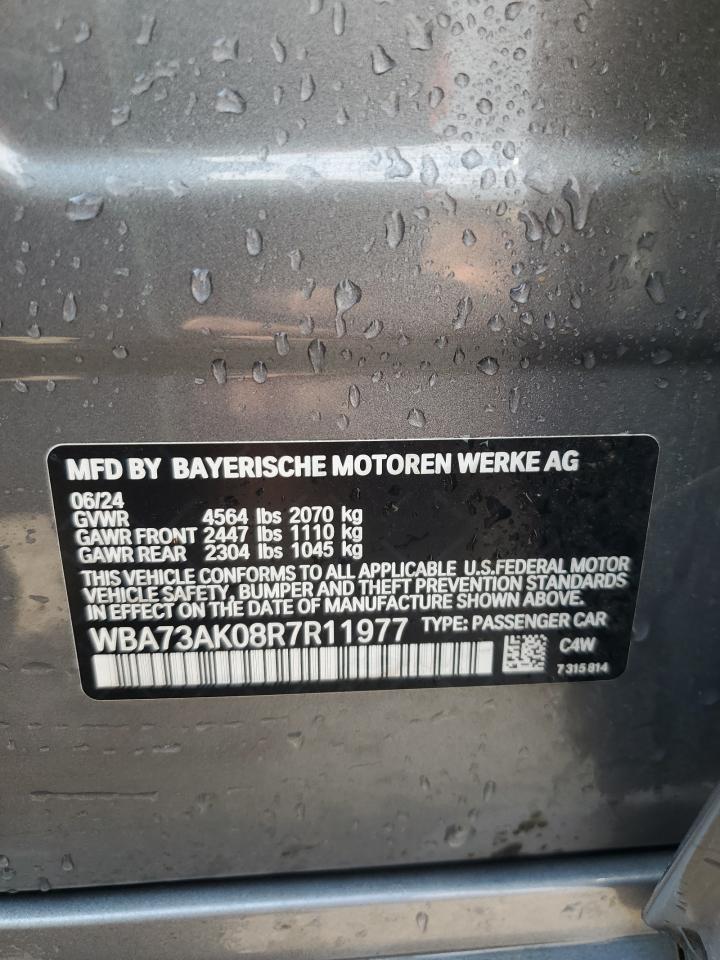 MFD BY BAYERISCHE MOTOREN WERKE AG
06/24
GVWR 4564 lbs 2070 kg
GAWR FRONT 2447 lbs 1110 kg
GAWR REAR 2304 lbs 1045 kg
THIS VEHICLE CONFORMS TO ALL APPLICABLE U.S.FEDERAL MOTOR
VEHICLE SAFETY, BUMPER AND THEFT PREVENTION STANDARDS
IN EFFECT ON THE DATE OF MANUFACTURE SHOWN ABOVE.
WBA73AK08R7R11977 TYPE: PASSENGER CAR
C4W
7 315 814